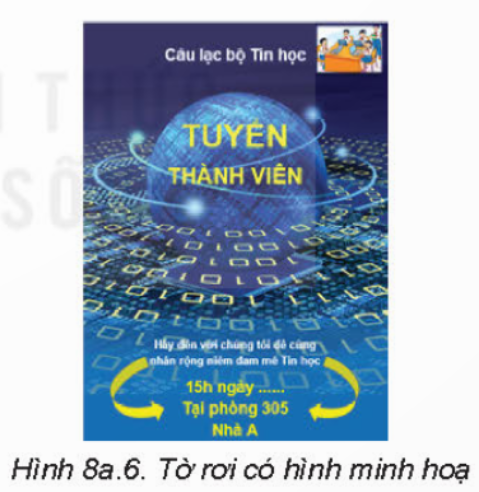 Câu lạc bộ Tin học
TUYỂN
THÀNH VIÊN
Hãy đến với chúng tôi để cùng
nhân rộng niềm đam mê Tin học
15h ngày ......
Tại phòng 305
Nhà A
Hình 8a.6. Tờ rơi có hình minh hoạ